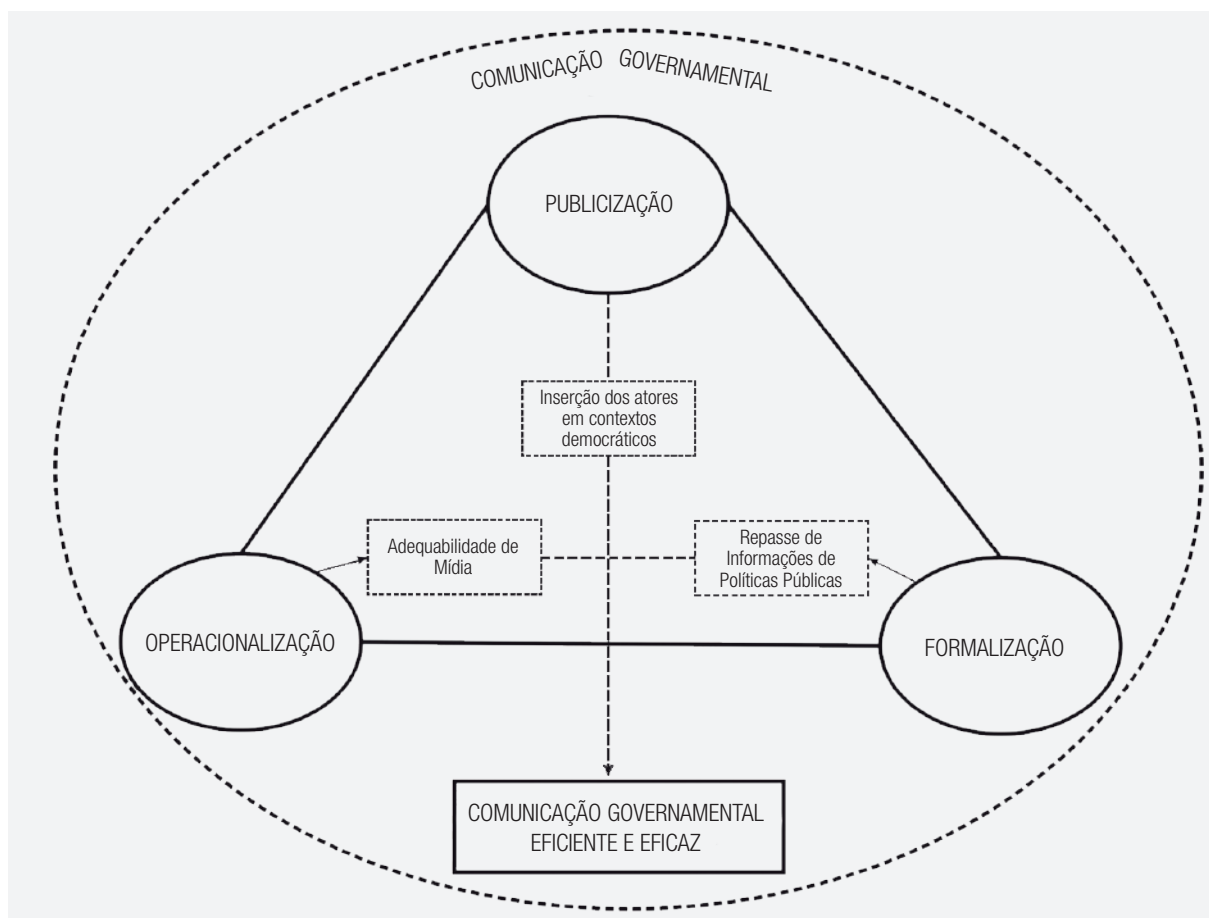 COMUNICAÇÃO GOVERNAMENTAL
PUBLICIZAÇÃO
Inserção dos atores
em contextos
democráticos
Adequabilidade de
Mídia
Repasse de
Informações de
Políticas Públicas
OPERACIONALIZAÇÃO
FORMALIZAÇÃO
COMUNICAÇÃO GOVERNAMENTAL
EFICIENTE E EFICAZ